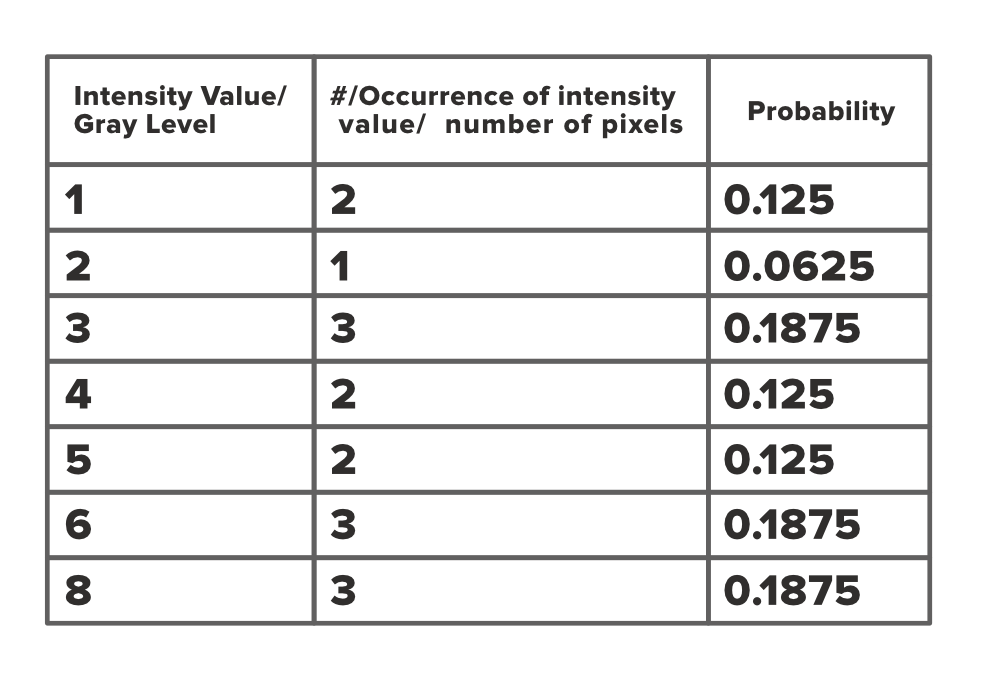 Intensity Value/
Gray Level
#/Occurrence of intensity
value/ number of pixels
Probability
1 2 0.125
2 1 0.0625
3 3 0.1875
4 2 0.125
5 2 0.125
6 3 0.1875
8 3 0.1875